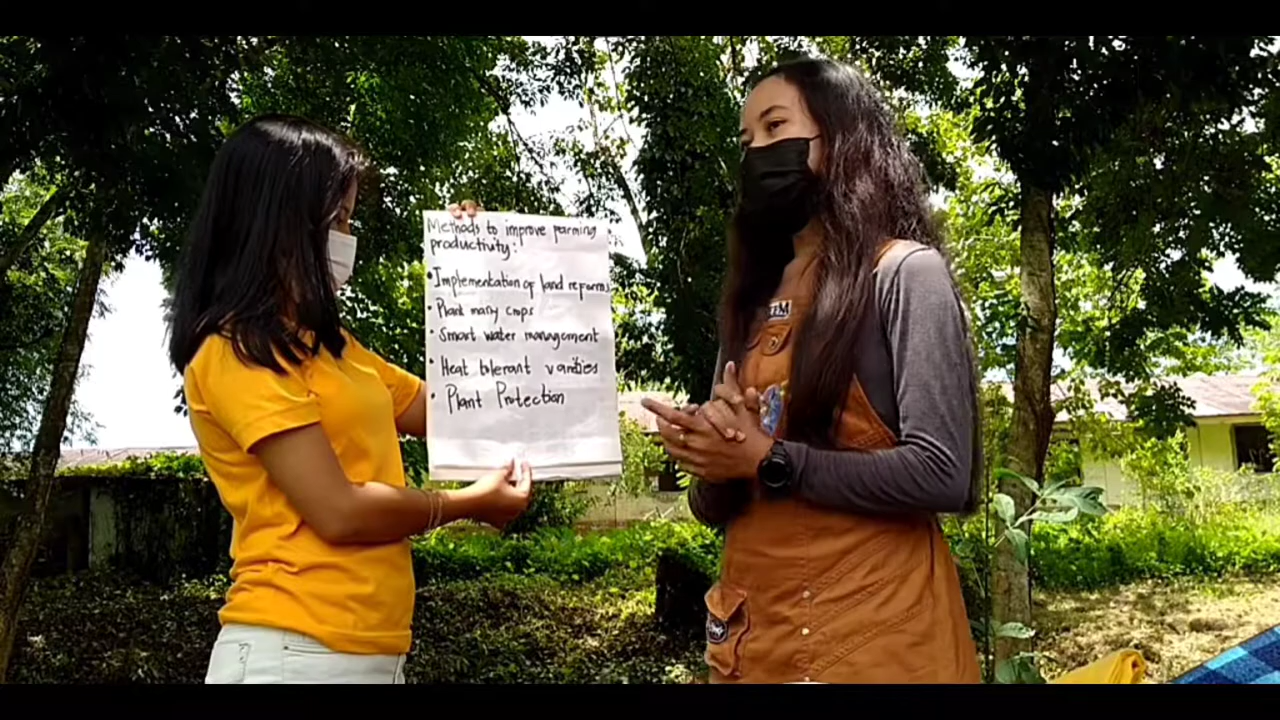 Methods to improve farming
productivity:
• Implementation of land reforms
• Plant many crops
• Smart water management
• Heat tolerant varieties
• Plant Protection